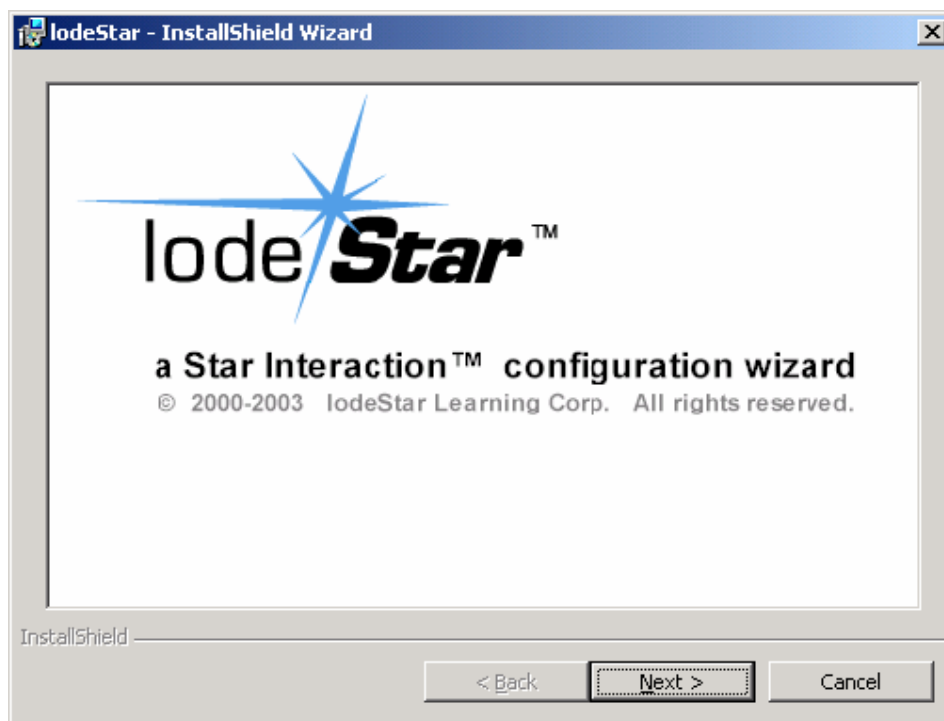 lodeStar - InstallShield Wizard
lodeStar™
a Star Interaction™ configuration wizard
© 2000-2003 lodeStar Learning Corp. All rights reserved.
InstallShield
< Back Next > Cancel